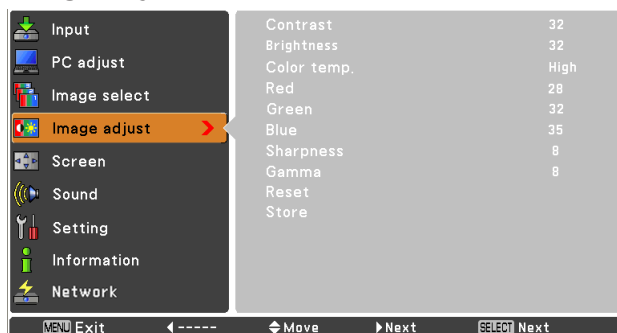 Input
PC adjust
Image select
Image adjust
Screen
Sound
Setting
Information
Network
Contrast 32
Brightness 32
Color temp. High
Red 28
Green 32
Blue 35
Sharpness 8
Gamma 8
Reset
Store
MENU Exit ----- Move Next SELECT Next